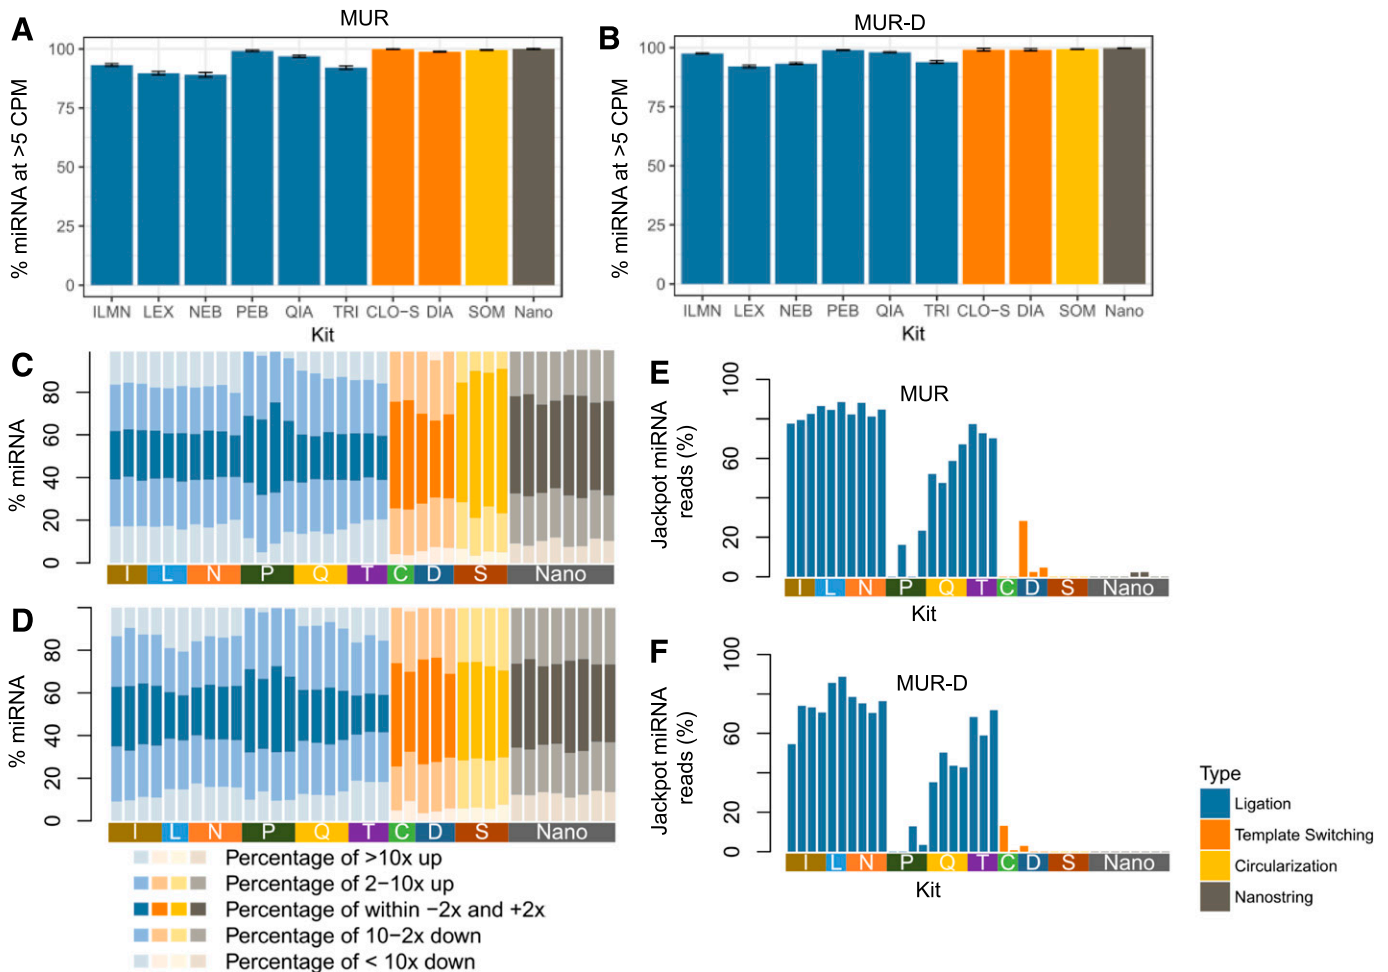 A
MUR
% miRNA at >5 CPM
100
75
50
25
0
ILMN LEX NEB PEB QIA TRI CLO-S DIA SOM Nano
Kit
B
MUR-D
% miRNA at >5 CPM
100
75
50
25
0
ILMN LEX NEB PEB QIA TRI CLO-S DIA SOM Nano
Kit
C
% miRNA
80
60
40
20
0
I L N P Q T C D S Nano
D
% miRNA
80
60
40
20
0
I L N P Q T C D S Nano
Percentage of >10x up
Percentage of 2-10x up
Percentage of within -2x and +2x
Percentage of 10-2x down
Percentage of < 10x down
E
MUR
Jackpot miRNA
reads (%)
100
60
20
0
I L N P Q T C D S Nano
Kit
F
MUR-D
Jackpot miRNA
reads (%)
100
60
20
0
I L N P Q T C D S Nano
Kit
Type
Ligation
Template Switching
Circularization
Nanostring